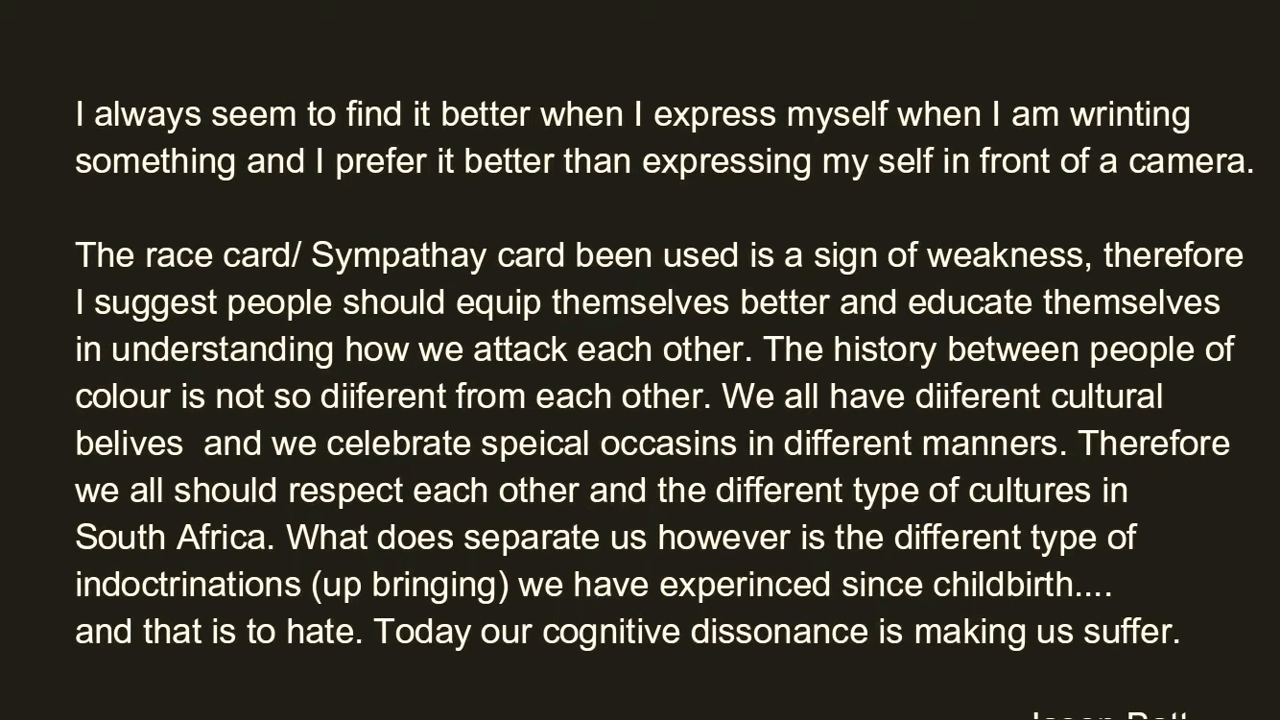 I always seem to find it better when I express myself when I am wrinting
something and I prefer it better than expressing my self in front of a camera.
The race card/ Sympathay card been used is a sign of weakness, therefore
I suggest people should equip themselves better and educate themselves
in understanding how we attack each other. The history between people of
colour is not so diiferent from each other. We all have diiferent cultural
belives  and we celebrate speical occasins in different manners. Therefore
we all should respect each other and the different type of cultures in
South Africa. What does separate us however is the different type of
indoctrinations (up bringing) we have experinced since childbirth....
and that is to hate. Today our cognitive dissonance is making us suffer.